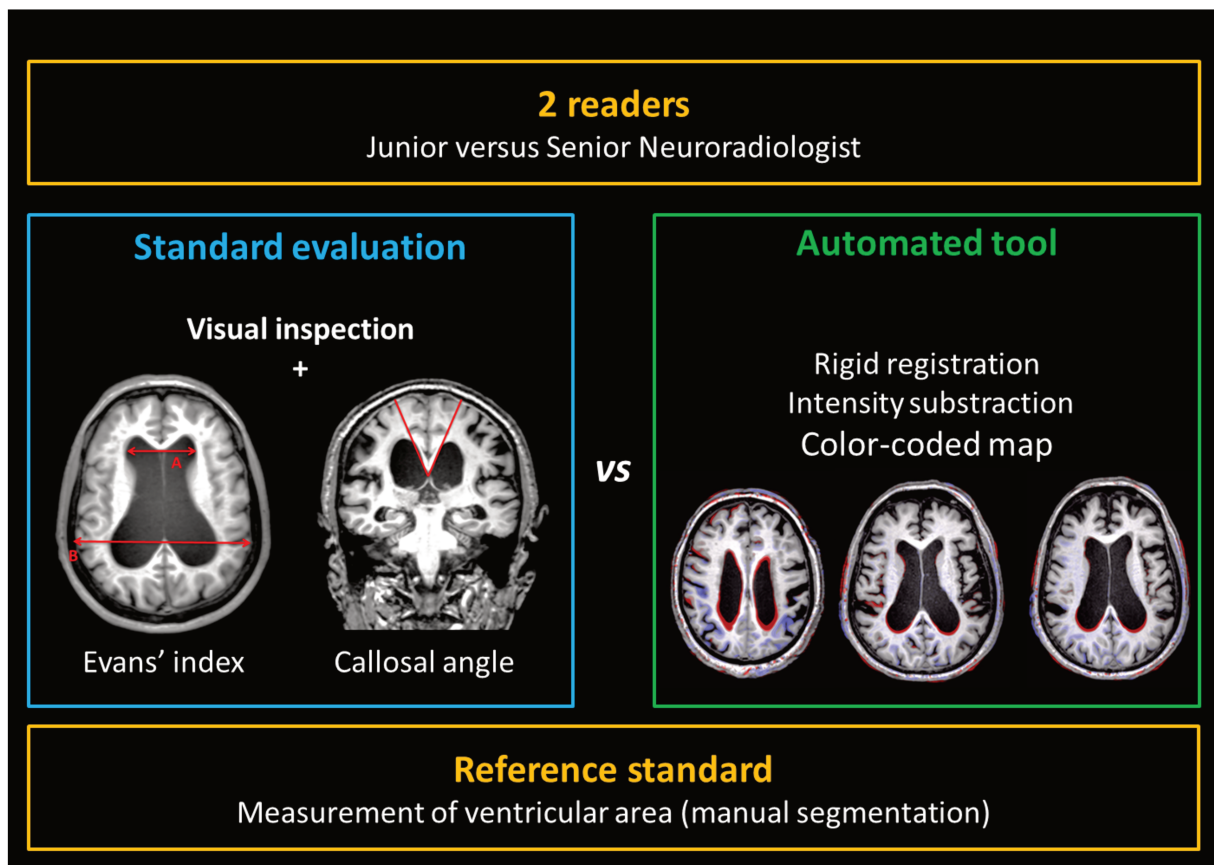 2 readers
Junior versus Senior Neuroradiologist
Standard evaluation
Visual inspection
+
A
B
Evans’ index
Callosal angle
vs
Automated tool
Rigid registration
Intensity substraction
Color-coded map
Reference standard
Measurement of ventricular area (manual segmentation)